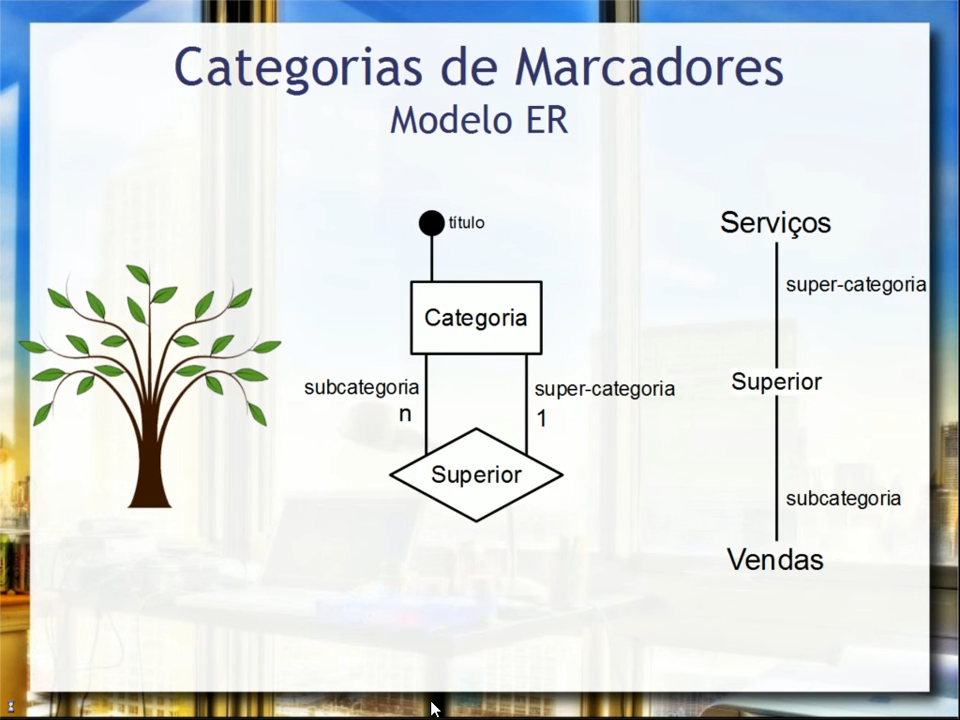 Categorias de Marcadores
Modelo ER
título
Categoria
subcategoria
n
super-categoria
1
Superior
Serviços
super-categoria
Superior
subcategoria
Vendas